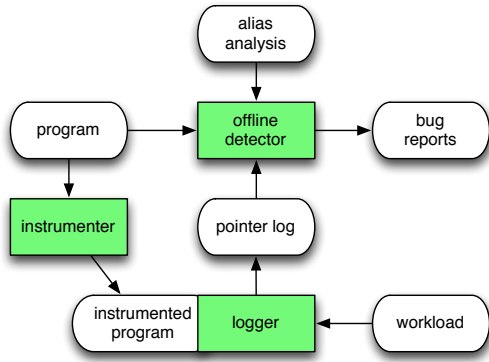 alias
analysis
program
offline
detector
bug
reports
instrumenter
pointer log
instrumented
program
logger
workload